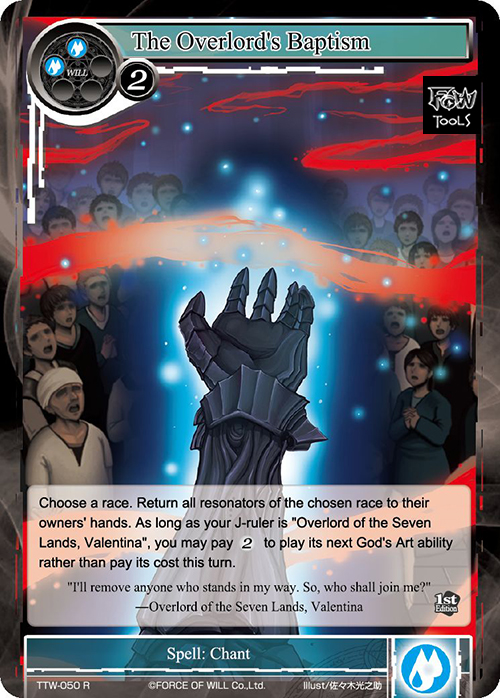 The Overlord's Baptism
WILL
2
FOW
TOOLS
Choose a race. Return all resonators of the chosen race to their
owners' hands. As long as your J-ruler is "Overlord of the Seven
Lands, Valentina", you may pay 2 to play its next God's Art ability
rather than pay its cost this turn.
"I'll remove anyone who stands in my way. So, who shall join me?"
—Overlord of the Seven Lands, Valentina
1st
Edition
Spell: Chant
TTW-050 R ©FORCE OF WILL Co.,Ltd. Illust/佐々木光之助